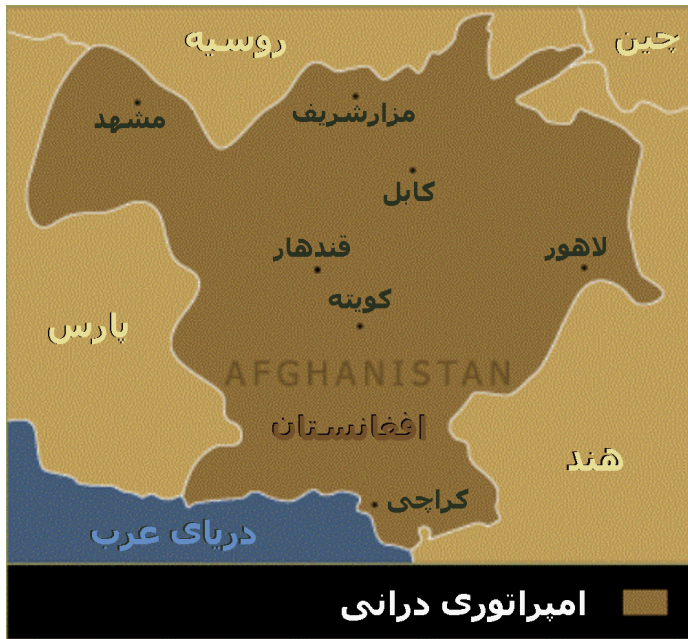 روسیه
چین
مشهد
مزارشریف
کابل
قندهار
لاهور
کویته
پارس
AFGHANISTAN
افغانستان
هند
کراچی
دریای عرب
امپراتوری درانی